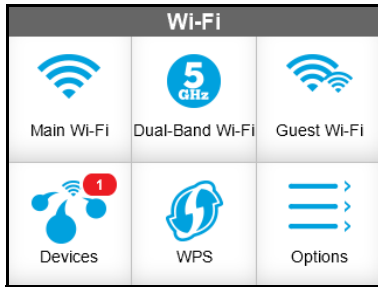 Wi-Fi
5
GHz
Main Wi-Fi
Dual-Band Wi-Fi
Guest Wi-Fi
1
Devices
WPS
Options